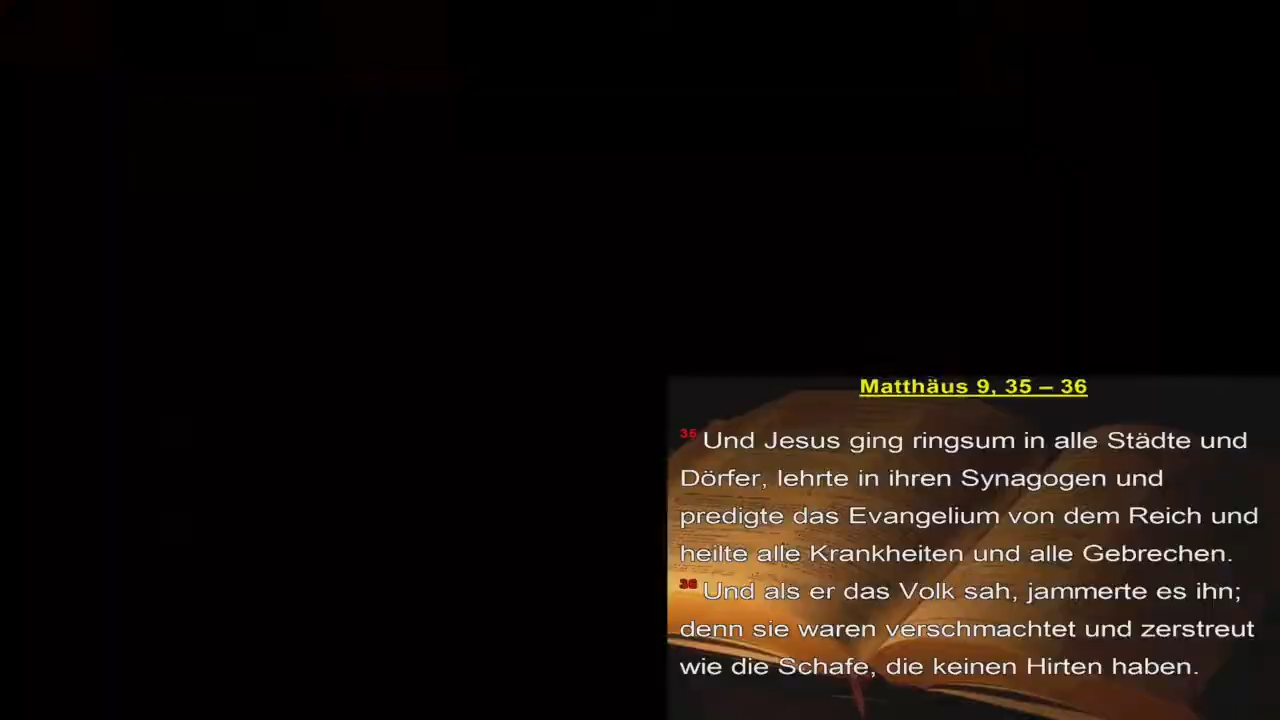 Matthäus 9, 35 – 36
35 Und Jesus ging ringsum in alle Städte und
Dörfer, lehrte in ihren Synagogen und
predigte das Evangelium von dem Reich und
heilte alle Krankheiten und alle Gebrechen.
36 Und als er das Volk sah, jammerte es ihn;
denn sie waren verschmachtet und zerstreut
wie die Schafe, die keinen Hirten haben.